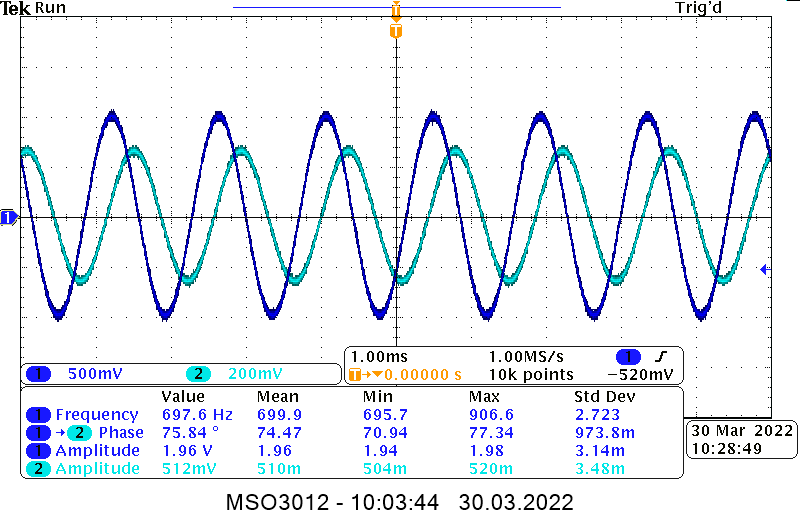 Tek Run Trig'd
T
T
T
1.00ms 1.00MS/s 1 ƒ
1 500mV 2 200mV T→▼0.00000 s 10k points −520mV
Value Mean Min Max Std Dev
1 Frequency 697.6 Hz 699.9 695.7 906.6 2.723
1→2 Phase 75.84 ° 74.47 70.94 77.34 973.8m
1 Amplitude 1.96 V 1.96 1.94 1.98 3.14m
2 Amplitude 512mV 510m 504m 520m 3.48m
30 Mar 2022
10:28:49
MSO3012 - 10:03:44 30.03.2022